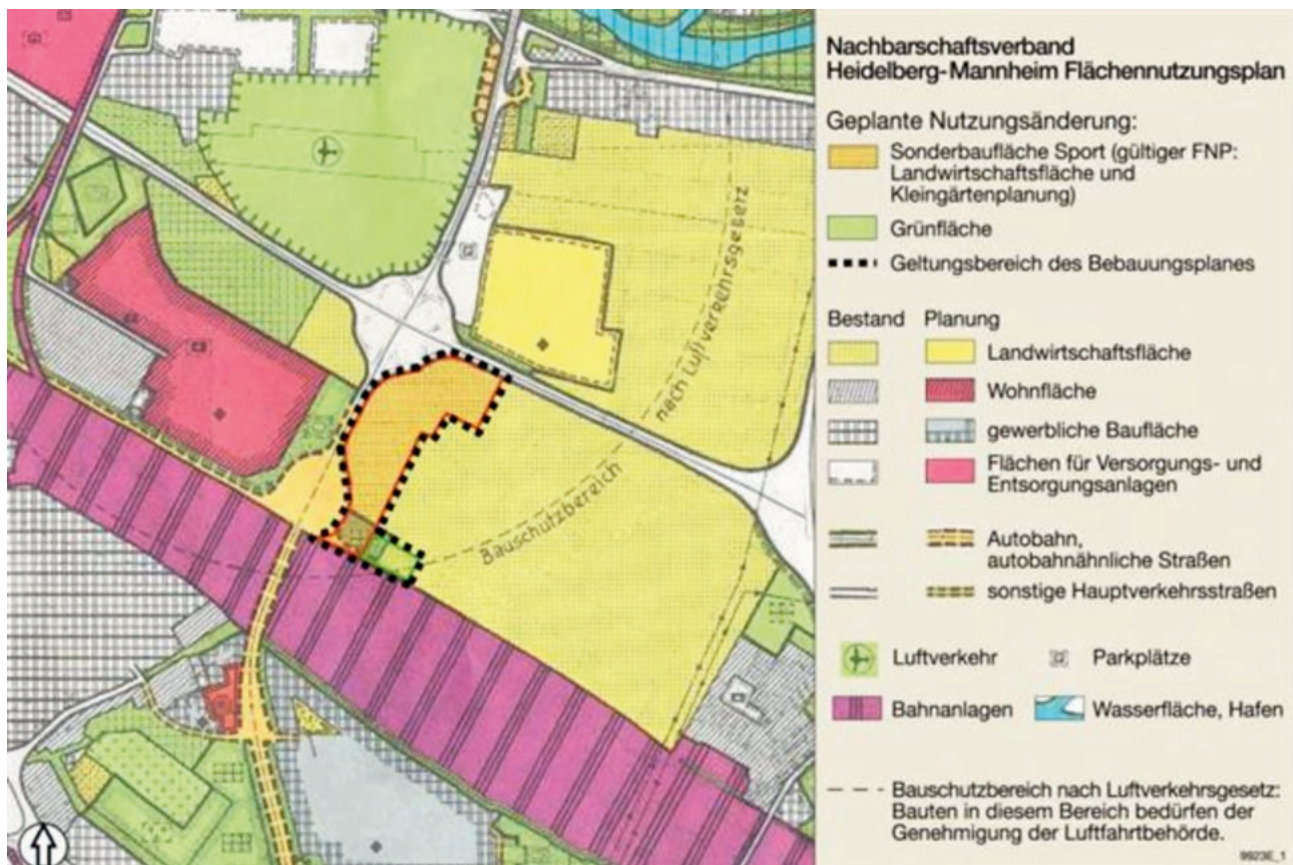 Nachbarschaftsverband
Heidelberg-Mannheim Flächennutzungsplan
Geplante Nutzungsänderung:
Sonderbaufläche Sport (gültiger FNP:
Landwirtschaftsfläche und
Kleingärtenplanung)
Grünfläche
Geltungsbereich des Bebauungsplanes
Bestand Planung
Landwirtschaftsfläche
Wohnfläche
gewerbliche Baufläche
Flächen für Versorgungs- und
Entsorgungsanlagen
Autobahn,
autobahnähnliche Straßen
sonstige Hauptverkehrsstraßen
Luftverkehr Parkplätze
Bahnanlagen Wasserfläche, Hafen
Bauschutzbereich nach Luftverkehrsgesetz:
Bauten in diesem Bereich bedürfen der
Genehmigung der Luftfahrtbehörde.
9923E_1
Bauschutzbereich nach Luftverkehrsgesetz